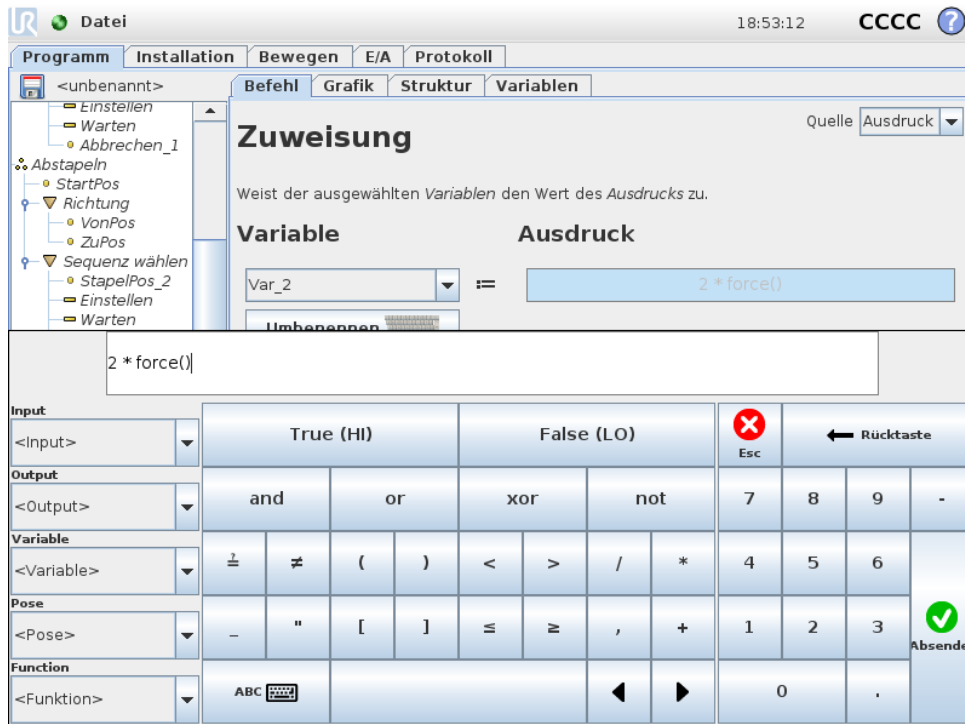 UR Datei 18:53:12 CCCC ?
Programm Installation Bewegen E/A Protokoll
<unbenannt>
Befehl Grafik Struktur Variablen
Einstellen
Warten
Abbrechen_1
Abstapeln
StartPos
Richtung
VonPos
ZuPos
Sequenz wählen
StapelPos_2
Einstellen
Warten
Zuweisung
Quelle Ausdruck
Weist der ausgewählten Variablen den Wert des Ausdrucks zu.
Variable Ausdruck
Var_2 := 2 * force()
Umbenennen
2 * force()
Input
<Input>
Output
<Output>
Variable
<Variable>
Pose
<Pose>
Function
<Funktion>
True (HI) False (LO) Esc Rücktaste
and or xor not 7 8 9 -
≟ ≠ ( ) < > / * 4 5 6
_ " [ ] ≤ ≥ , + 1 2 3
Absende
ABC 0 .